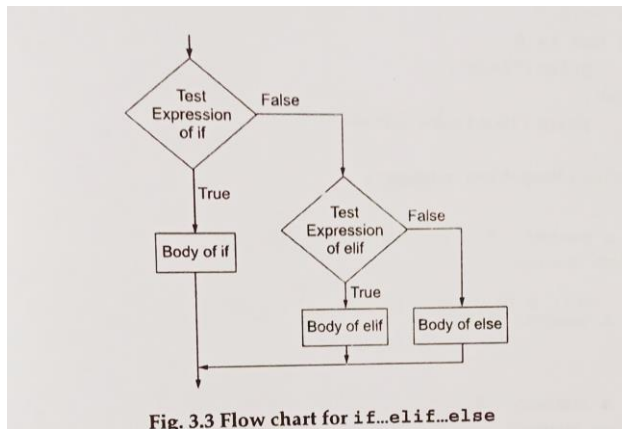 Test
Expression
of if
False
True
Body of if
Test
Expression
of elif
False
True
Body of elif
Body of else
Fig. 3.3 Flow chart for if...elif...else